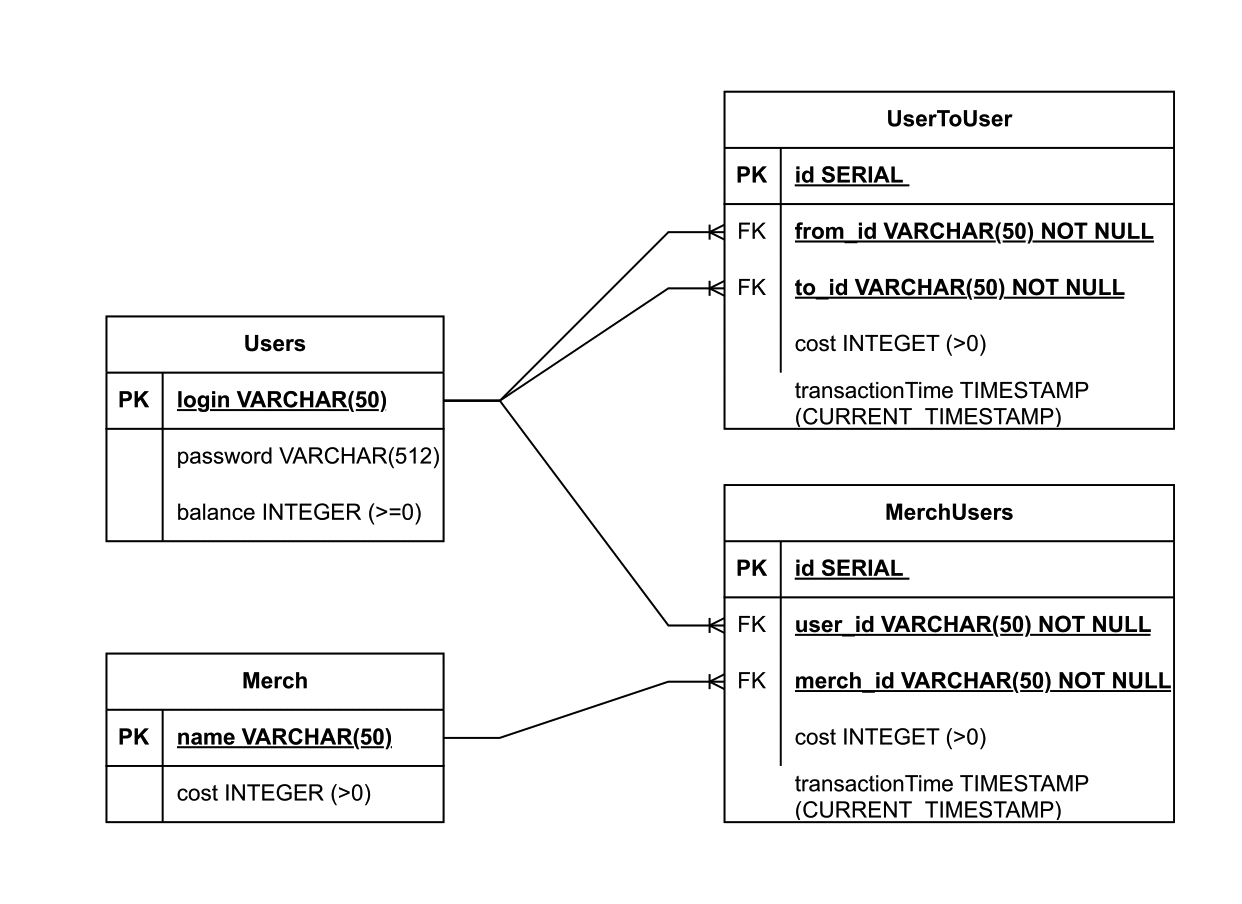 UserToUser
PK id SERIAL
FK from_id VARCHAR(50) NOT NULL
FK to_id VARCHAR(50) NOT NULL
cost INTEGET (>0)
transactionTime TIMESTAMP
(CURRENT_TIMESTAMP)
Users
PK login VARCHAR(50)
password VARCHAR(512)
balance INTEGER (>=0)
MerchUsers
PK id SERIAL
FK user_id VARCHAR(50) NOT NULL
FK merch_id VARCHAR(50) NOT NULL
cost INTEGET (>0)
transactionTime TIMESTAMP
(CURRENT_TIMESTAMP)
Merch
PK name VARCHAR(50)
cost INTEGER (>0)